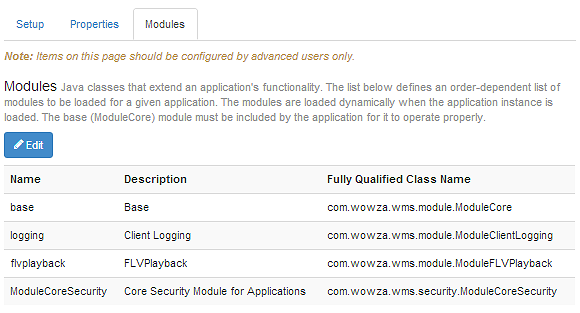 Setup Properties Modules
Note: Items on this page should be configured by advanced users only.
Modules Java classes that extend an application's functionality. The list below defines an order-dependent list of
modules to be loaded for a given application. The modules are loaded dynamically when the application instance is
loaded. The base (ModuleCore) module must be included by the application for it to operate properly.
Edit
Name Description Fully Qualified Class Name
base Base com.wowza.wms.module.ModuleCore
logging Client Logging com.wowza.wms.module.ModuleClientLogging
flvplayback FLVPlayback com.wowza.wms.module.ModuleFLVPlayback
ModuleCoreSecurity Core Security Module for Applications com.wowza.wms.security.ModuleCoreSecurity